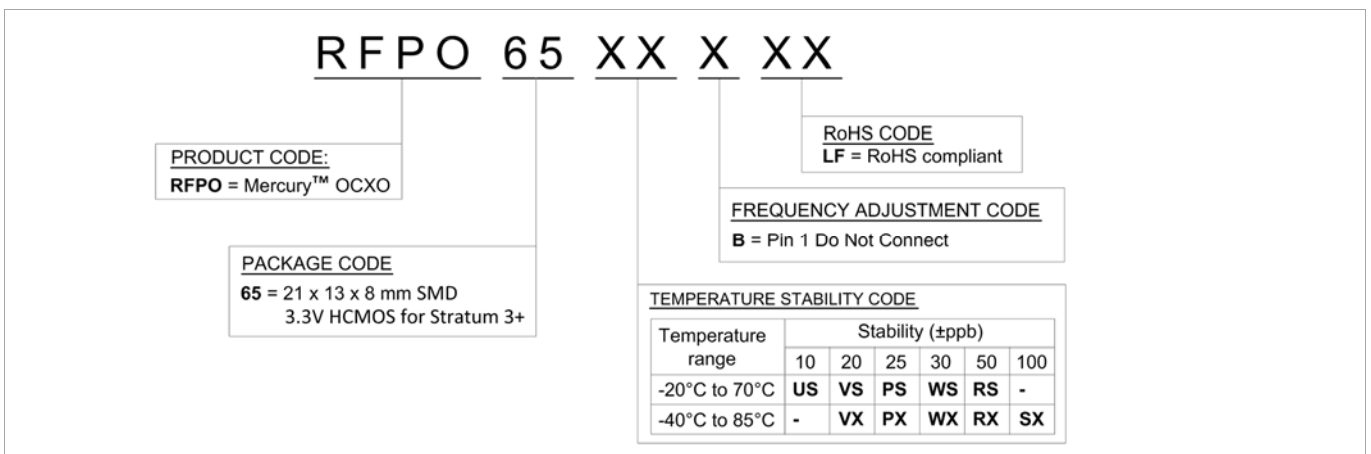 RFPO 65 XX X XX
RoHS CODE
LF = RoHS compliant
PRODUCT CODE:
RFPO = Mercury™ OCXO
FREQUENCY ADJUSTMENT CODE
B = Pin 1 Do Not Connect
PACKAGE CODE
65 = 21 x 13 x 8 mm SMD
3.3V HCMOS for Stratum 3+
TEMPERATURE STABILITY CODE
Temperature range Stability (±ppb)
10 20 25 30 50 100
-20°C to 70°C US VS PS WS RS -
-40°C to 85°C - VX PX WX RX SX